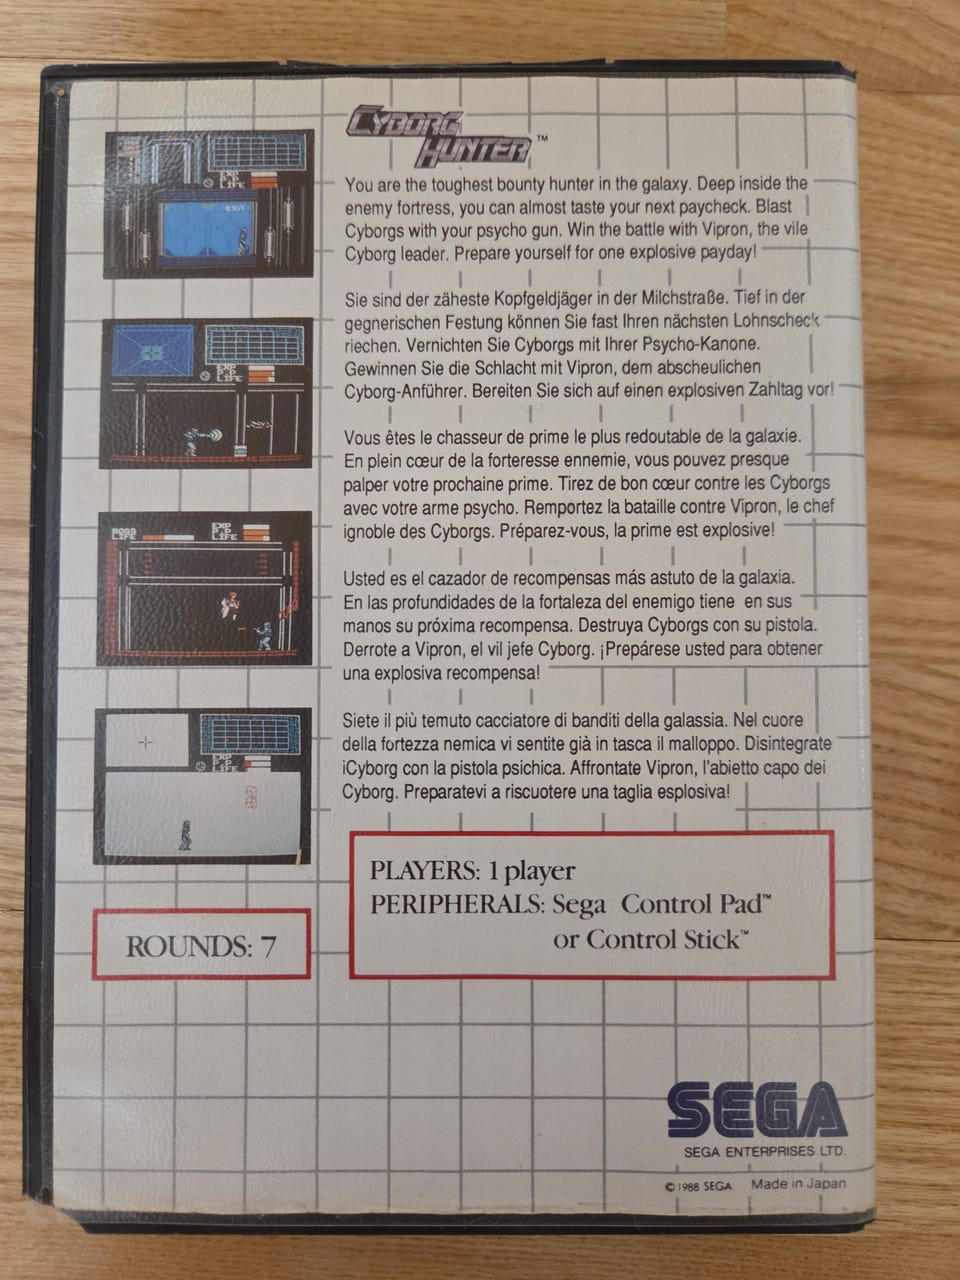 CYBORG
HUNTER™
You are the toughest bounty hunter in the galaxy. Deep inside the
enemy fortress, you can almost taste your next paycheck. Blast
Cyborgs with your psycho gun. Win the battle with Vipron, the vile
Cyborg leader. Prepare yourself for one explosive payday!
Sie sind der zäheste Kopfgeldjäger in der Milchstraße. Tief in der
gegnerischen Festung können Sie fast Ihren nächsten Lohnscheck
riechen. Vernichten Sie Cyborgs mit Ihrer Psycho-Kanone.
Gewinnen Sie die Schlacht mit Vipron, dem abscheulichen
Cyborg-Anführer. Bereiten Sie sich auf einen explosiven Zahltag vor!
Vous êtes le chasseur de prime le plus redoutable de la galaxie.
En plein cœur de la forteresse ennemie, vous pouvez presque
palper votre prochaine prime. Tirez de bon cœur contre les Cyborgs
avec votre arme psycho. Remportez la bataille contre Vipron, le chef
ignoble des Cyborgs. Préparez-vous, la prime est explosive!
Usted es el cazador de recompensas más astuto de la galaxia.
En las profundidades de la fortaleza del enemigo tiene en sus
manos su próxima recompensa. Destruya Cyborgs con su pistola.
Derrote a Vipron, el vil jefe Cyborg. ¡Prepárese usted para obtener
una explosiva recompensa!
Siete il più temuto cacciatore di banditi della galassia. Nel cuore
della fortezza nemica vi sentite già in tasca il malloppo. Disintegrate
iCyborg con la pistola psichica. Affrontate Vipron, l'abietto capo dei
Cyborg. Preparatevi a riscuotere una taglia esplosiva!
EXP
P.P
LIFE
EXIT
EXP
P.P
LIFE
BOSS
LIFE
EXP
P.P
LIFE
EXP
P.P
LIFE
ROUNDS: 7
PLAYERS: 1 player
PERIPHERALS: Sega Control Pad™
or Control Stick™
SEGA
SEGA ENTERPRISES LTD.
© 1988 SEGA Made in Japan